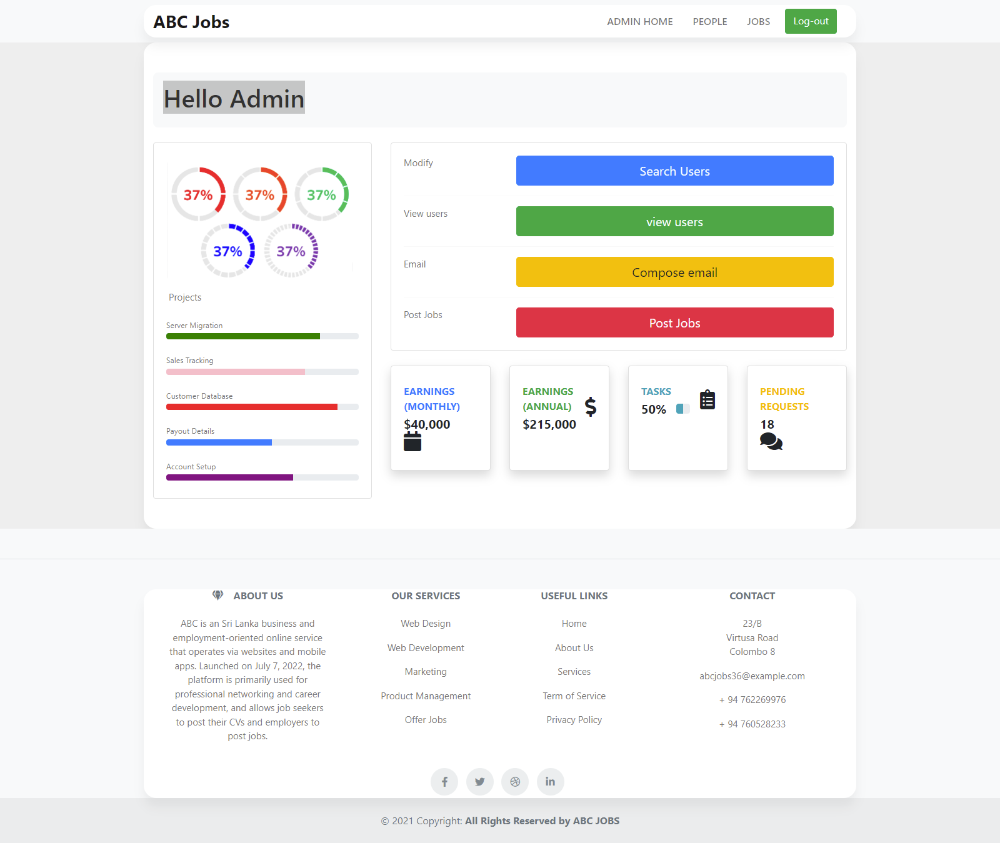 ABC Jobs
ADMIN HOME PEOPLE JOBS Log-out
Hello Admin
37% 37% 37%
37% 37%
Projects
Server Migration
Sales Tracking
Customer Database
Payout Details
Account Setup
Modify Search Users
View users view users
Email Compose email
Post Jobs Post Jobs
EARNINGS
(MONTHLY)
$40,000
EARNINGS
(ANNUAL)
$215,000
TASKS
50%
PENDING
REQUESTS
18
ABOUT US
ABC is an Sri Lanka business and
employment-oriented online service
that operates via websites and mobile
apps. Launched on July 7, 2022, the
platform is primarily used for
professional networking and career
development, and allows job seekers
to post their CVs and employers to
post jobs.
OUR SERVICES
Web Design
Web Development
Marketing
Product Management
Offer Jobs
USEFUL LINKS
Home
About Us
Services
Term of Service
Privacy Policy
CONTACT
23/B
Virtusa Road
Colombo 8
abcjobs36@example.com
+ 94 762269976
+ 94 760528233
© 2021 Copyright: All Rights Reserved by ABC JOBS